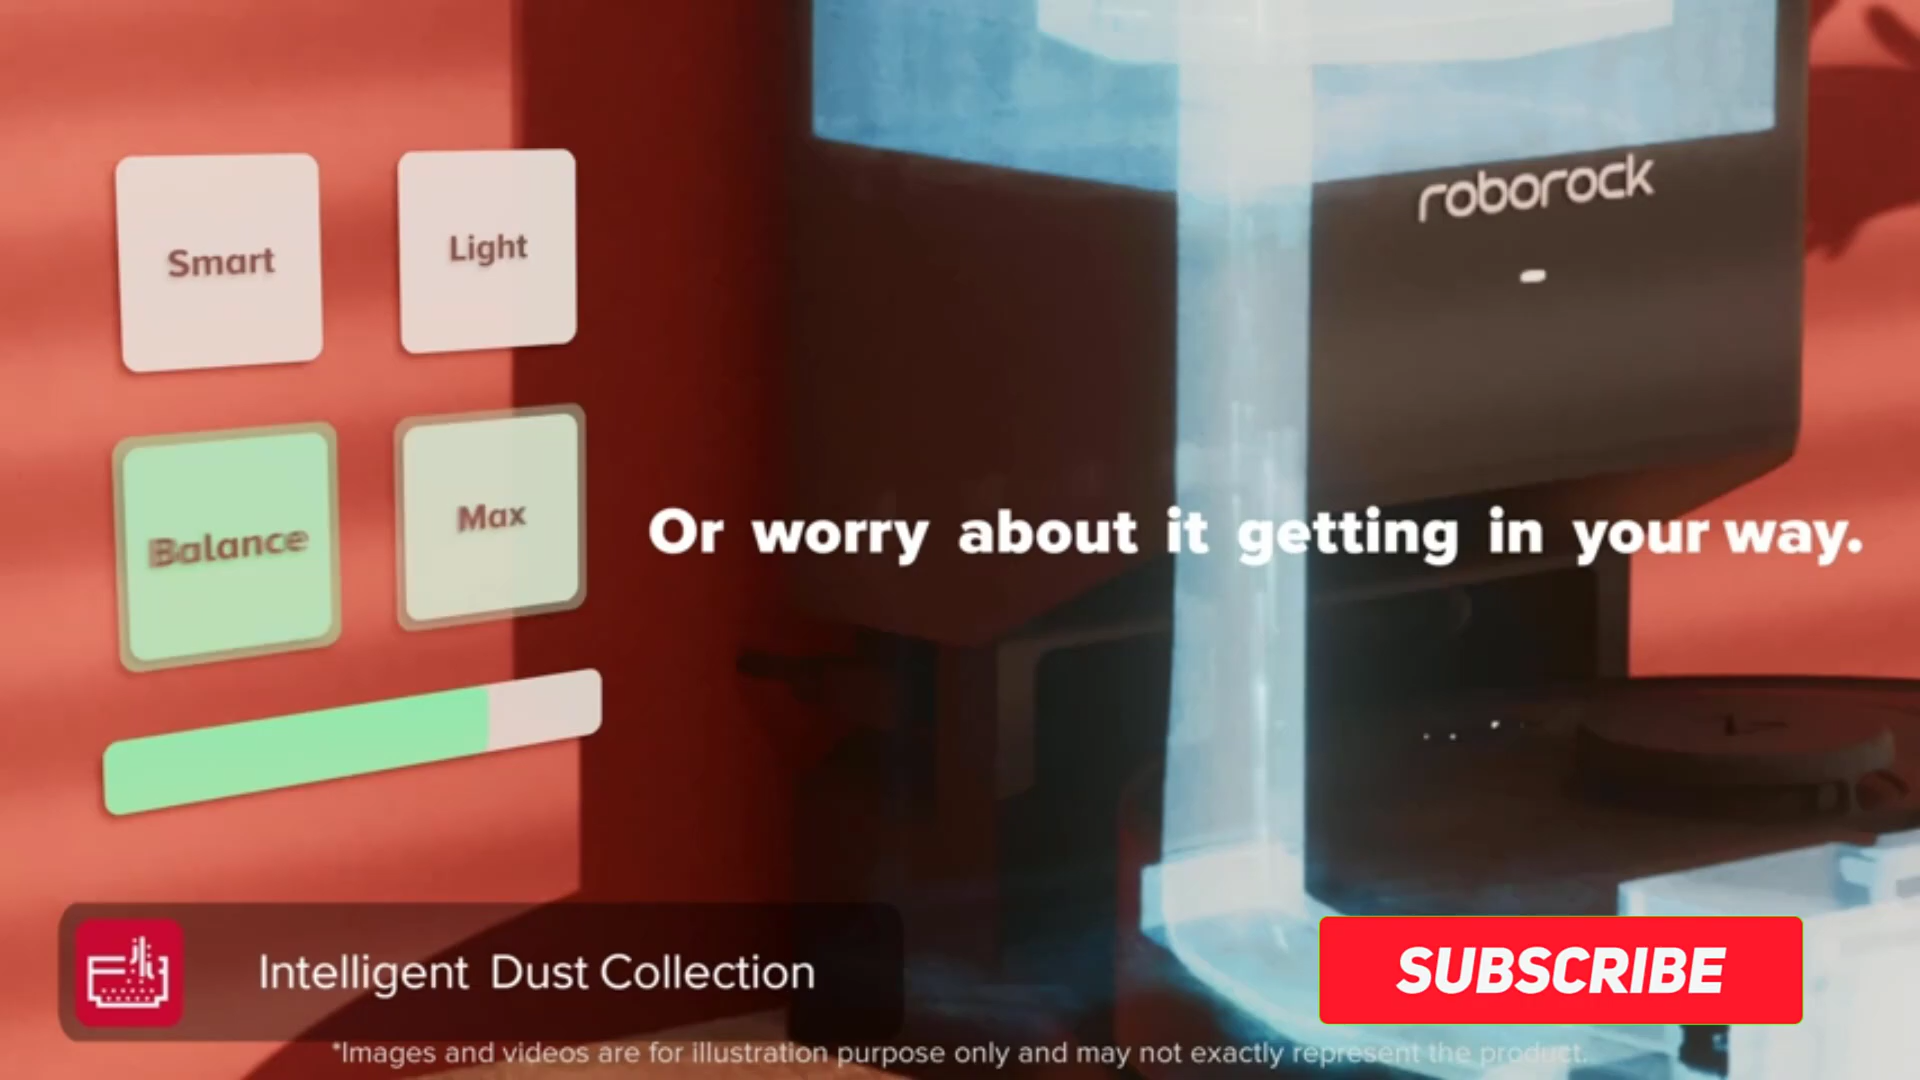 roborock
Smart
Light
Balance
Max
Or worry about it getting in your way.
Intelligent Dust Collection
SUBSCRIBE
*Images and videos are for illustration purpose only and may not exactly represent the product.